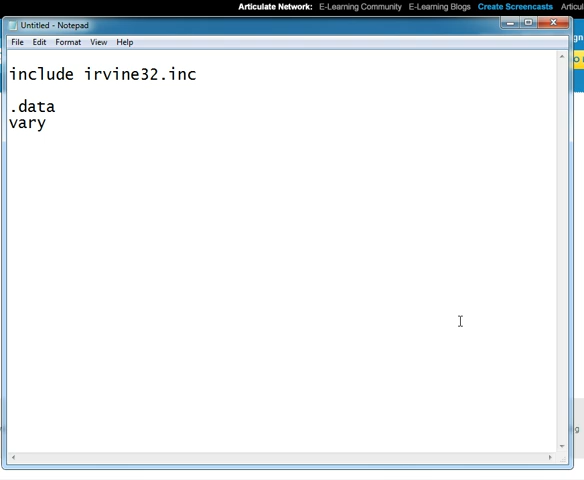 Articulate Network: E-Learning Community E-Learning Blogs Create Screencasts
Untitled - Notepad
File Edit Format View Help
include irvine32.inc
.data
vary